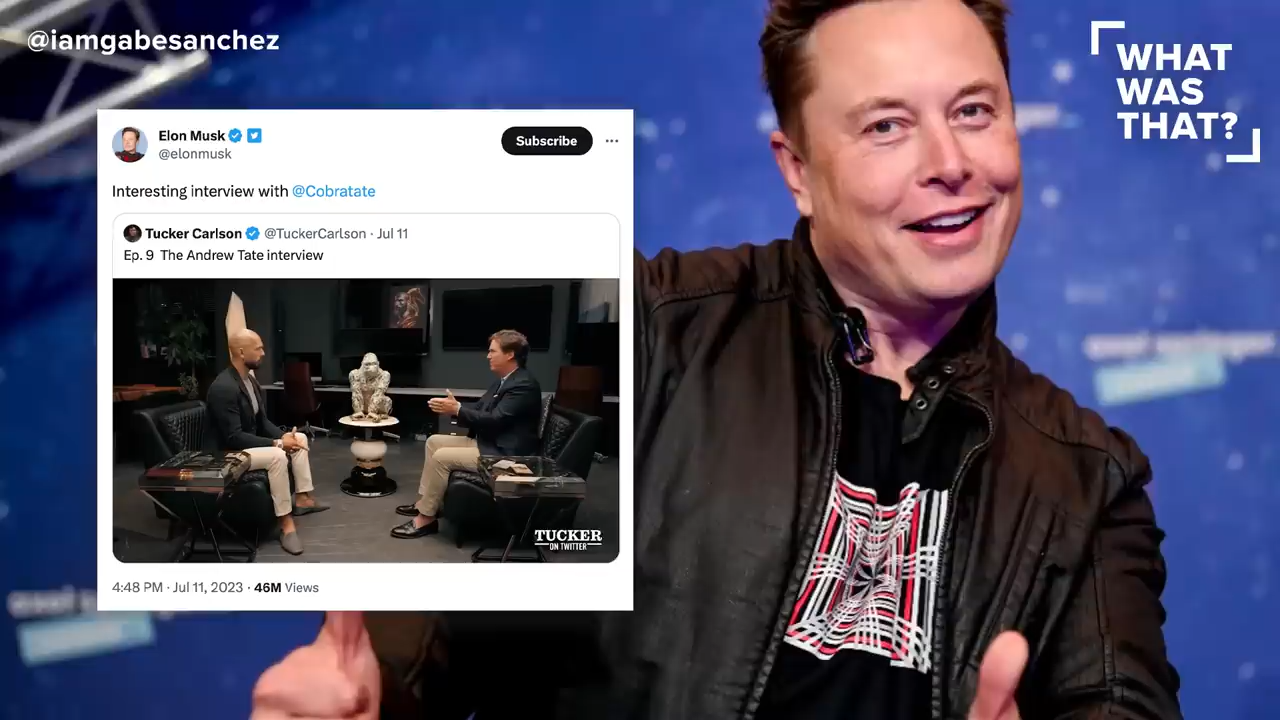 @iamgabesanchez
WHAT
WAS
THAT?
Elon Musk
@elonmusk
Subscribe
Interesting interview with @Cobratate
Tucker Carlson @TuckerCarlson · Jul 11
Ep. 9 The Andrew Tate interview
TUCKER
ON TWITTER
4:48 PM · Jul 11, 2023 · 46M Views